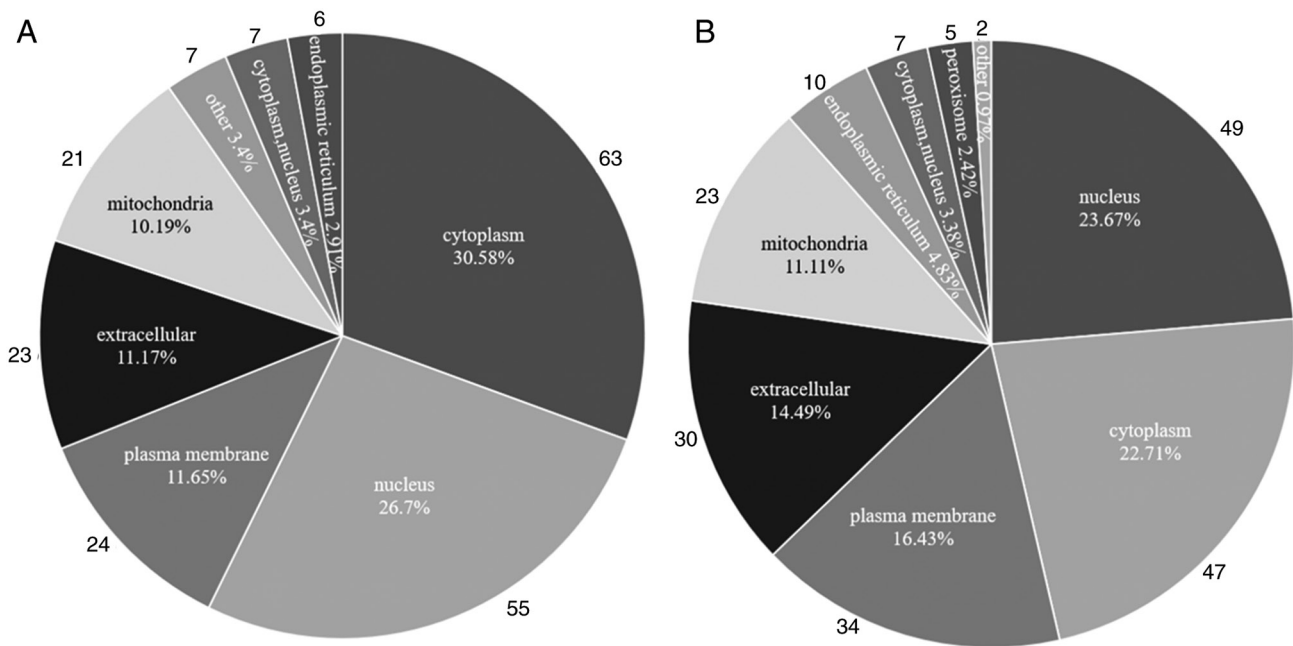 A
6
7
7
21
23
24
55
63
endoplasmic reticulum 2.91%
cytoplasm,nucleus 3.4%
other 3.4%
mitochondria
10.19%
extracellular
11.17%
plasma membrane
11.65%
nucleus
26.7%
cytoplasm
30.58%
B
2
5
7
10
23
30
34
47
49
other 0.97%
peroxisome 2.42%
cytoplasm,nucleus 3.38%
endoplasmic reticulum 4.83%
mitochondria
11.11%
extracellular
14.49%
plasma membrane
16.43%
cytoplasm
22.71%
nucleus
23.67%